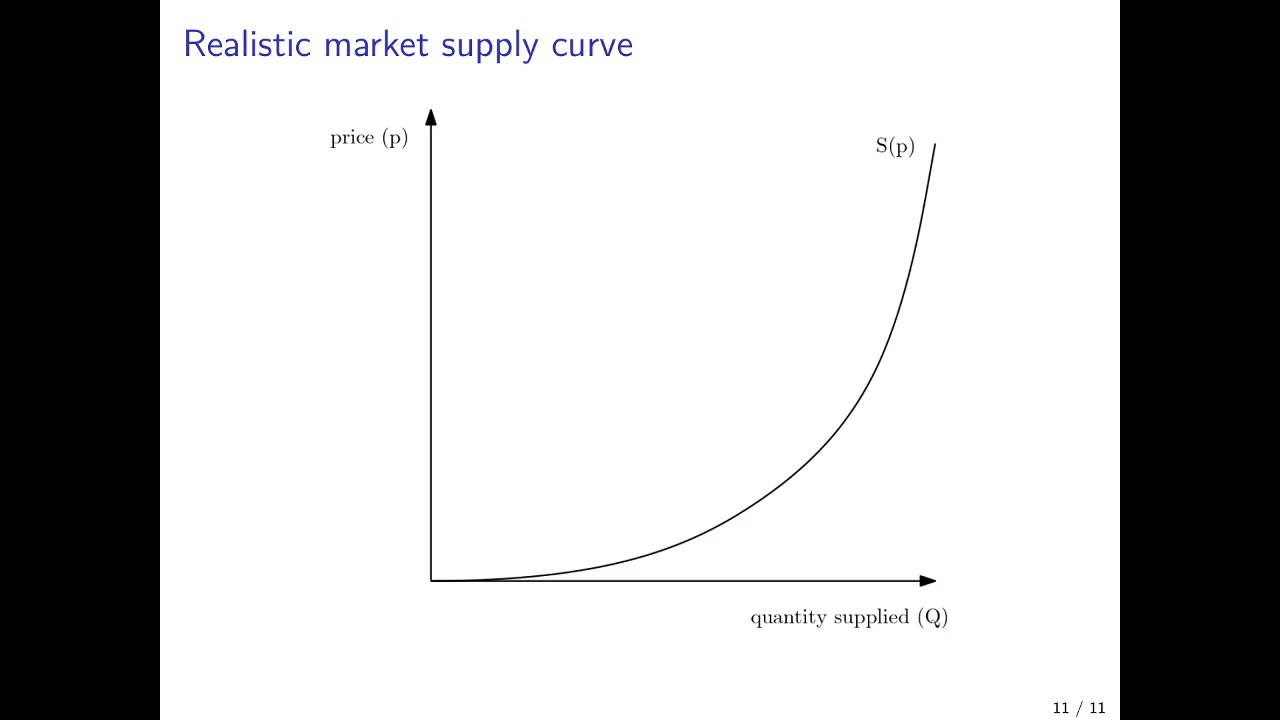 Realistic market supply curve
price (p)
S(p)
quantity supplied (Q)
11 / 11